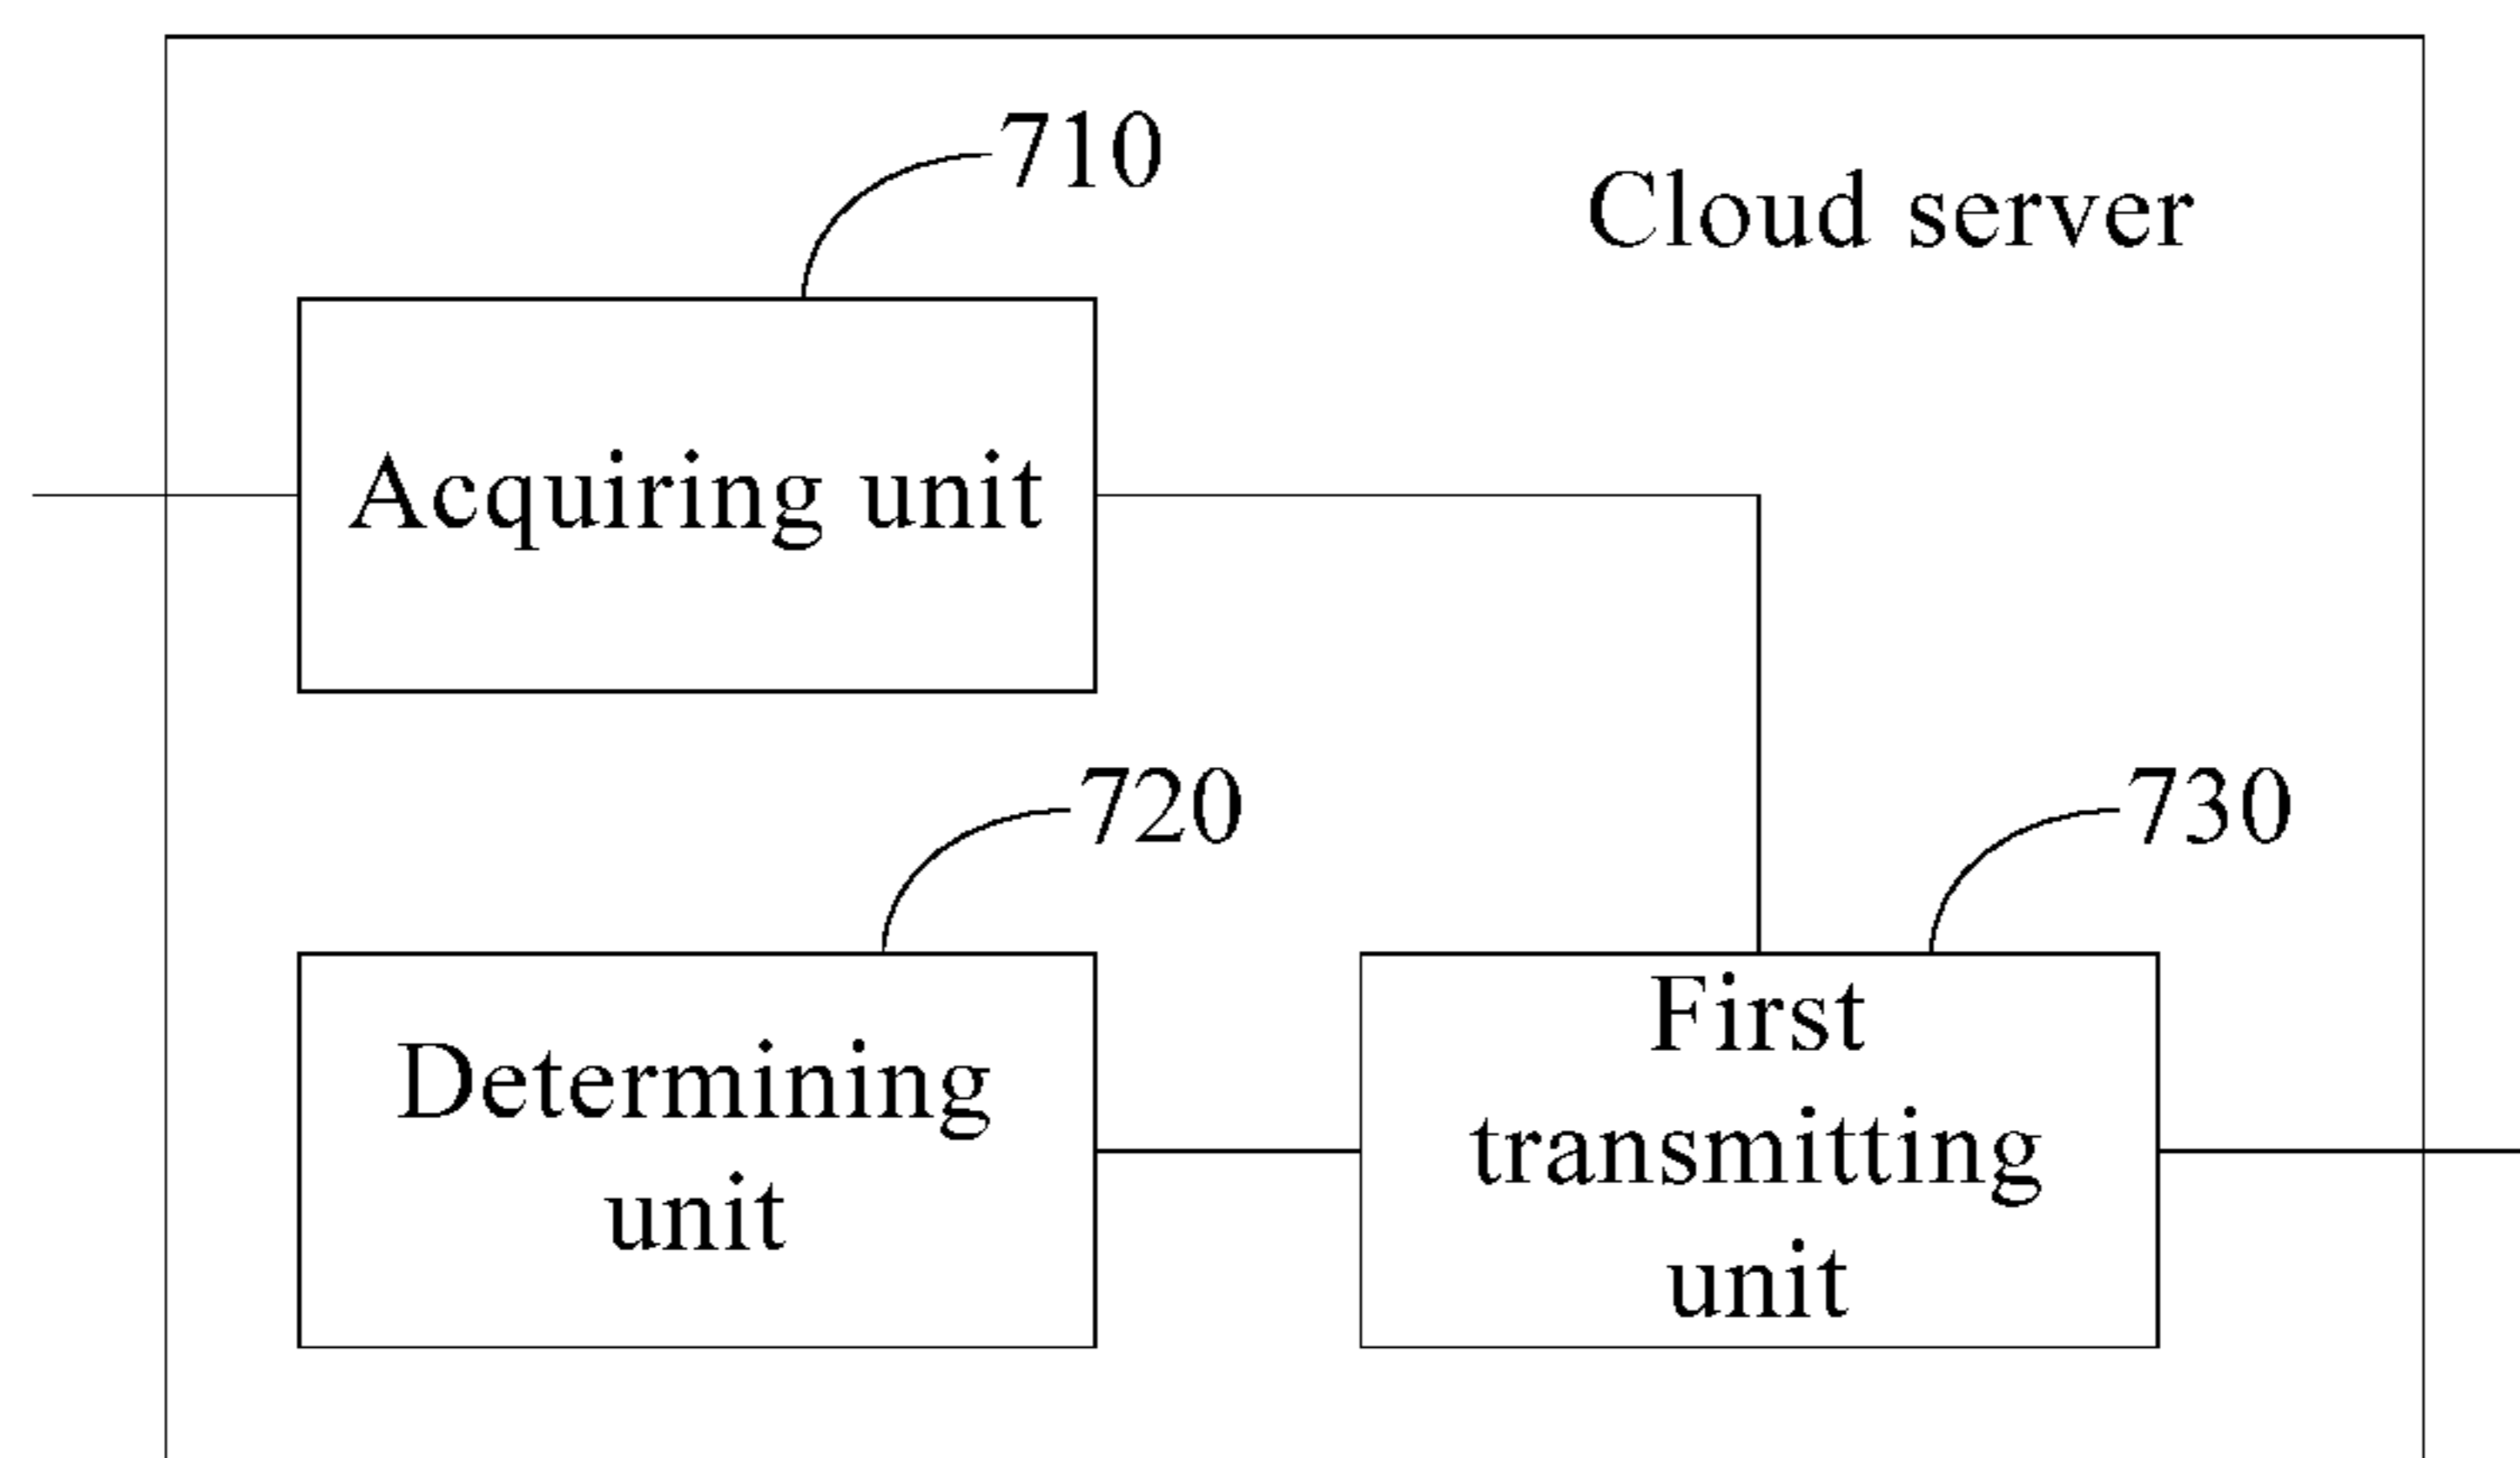 710
Cloud server
Acquiring unit
720
730
Determining
unit
First
transmitting
unit